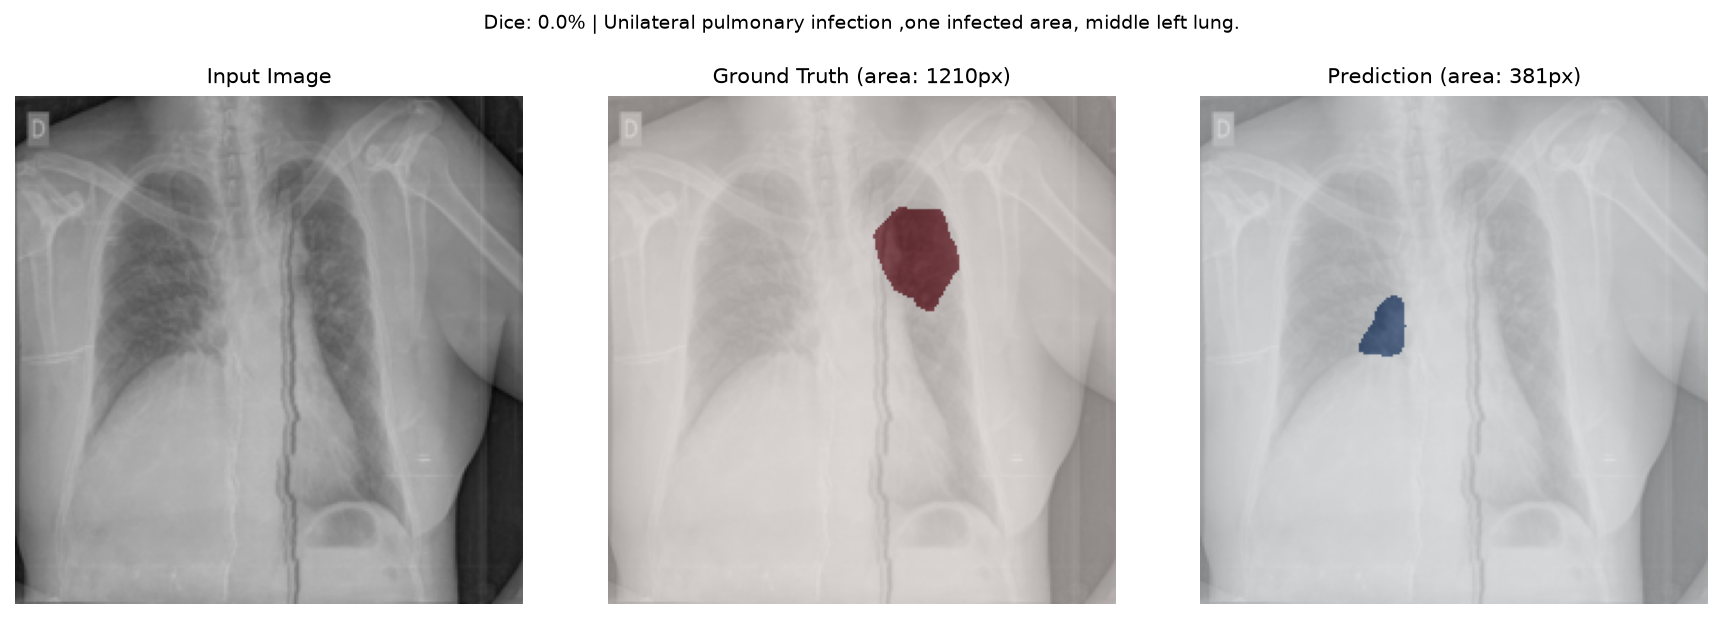 Dice: 0.0% | Unilateral pulmonary infection ,one infected area, middle left lung.
Input Image
Ground Truth (area: 1210px)
Prediction (area: 381px)
D
D
D